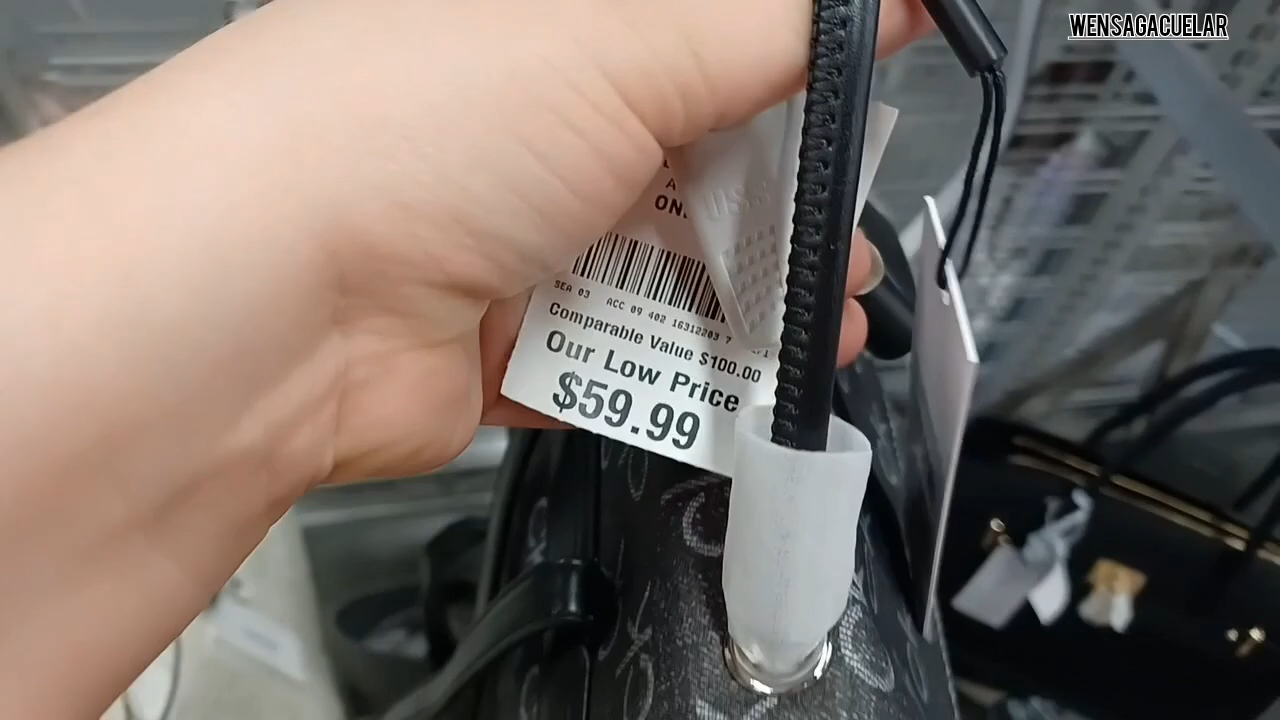 WENSAGACUELAR
A
ON
SEA 03 ACC 09 402 16312203 7
Comparable Value $100.00
Our Low Price
$59.99